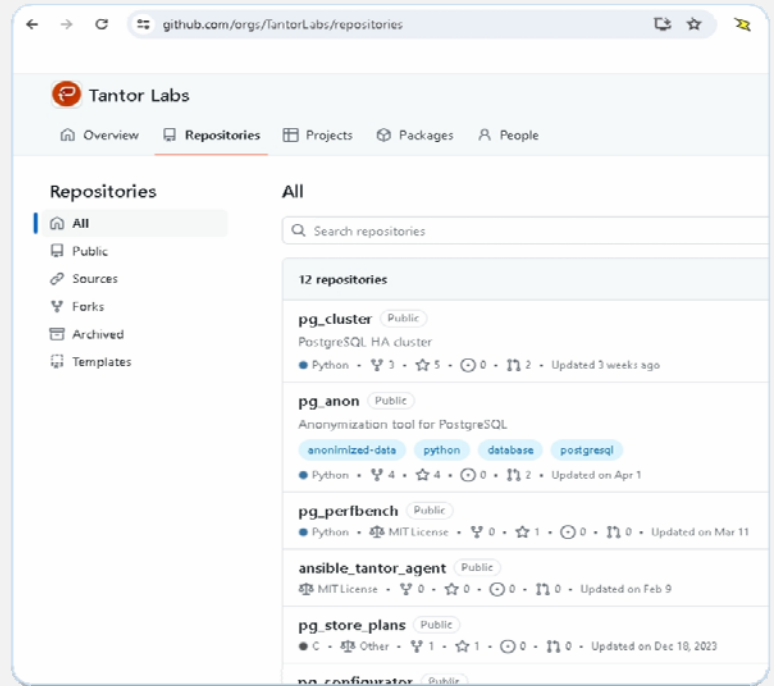 github.com/orgs/TantorLabs/repositories
Tantor Labs
Overview Repositories Projects Packages People
Repositories
All
Public
Sources
Forks
Archived
Templates
All
Search repositories
12 repositories
pg_cluster Public
PostgreSQL HA cluster
Python • 3 • 5 • 0 • 2 • Updated 3 weeks ago
pg_anon Public
Anonymization tool for PostgreSQL
anonimized-data python database postgresql
Python • 4 • 4 • 0 • 2 • Updated on Apr 1
pg_perfbench Public
Python • MIT License • 0 • 1 • 0 • 0 • Updated on Mar 11
ansible_tantor_agent Public
MIT License • 0 • 0 • 0 • 0 • Updated on Feb 9
pg_store_plans Public
C • Other • 1 • 1 • 0 • 0 • Updated on Dec 18, 2023
pg_configurator Public